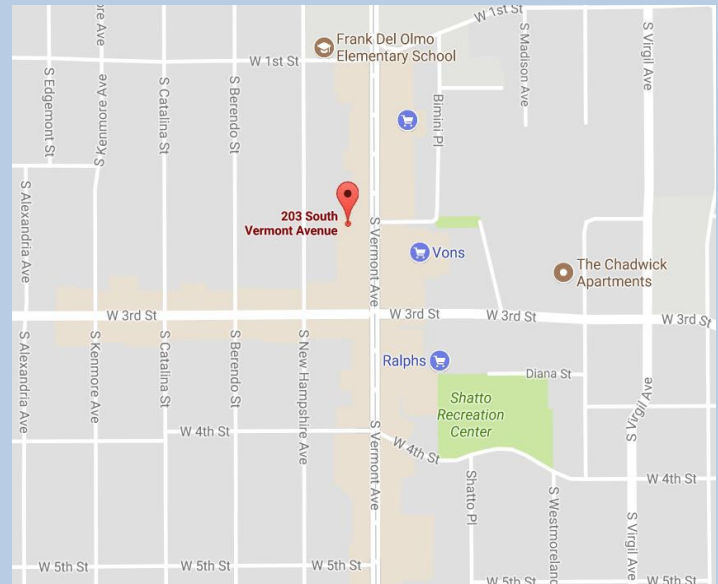 W 1st St
ore Ave
S Madison Ave
S Virgil Ave
Frank Del Olmo
Elementary School
W 1st St
S Edgemont St
S Kenmore Ave
S Catalina St
S Berendo St
Bimini Pl
S Alexandria Ave
203 South
Vermont Avenue
S Vermont Ave
Vons
The Chadwick
Apartments
W 3rd St
W 3rd St
W 3rd St
W 3rd St
S Alexandria Ave
S Kenmore Ave
S Catalina St
S Berendo St
S New Hampshire Ave
Ralphs
Diana St
Shatto
Recreation
Center
S Virgil Ave
W 4th St
S Vermont Ave
W 4th St
W 4th St
Shatto Pl
S Westmoreland
S Virgil Ave
W 5th St
W 5th St
W 5th St
W 5th St
W 5th St